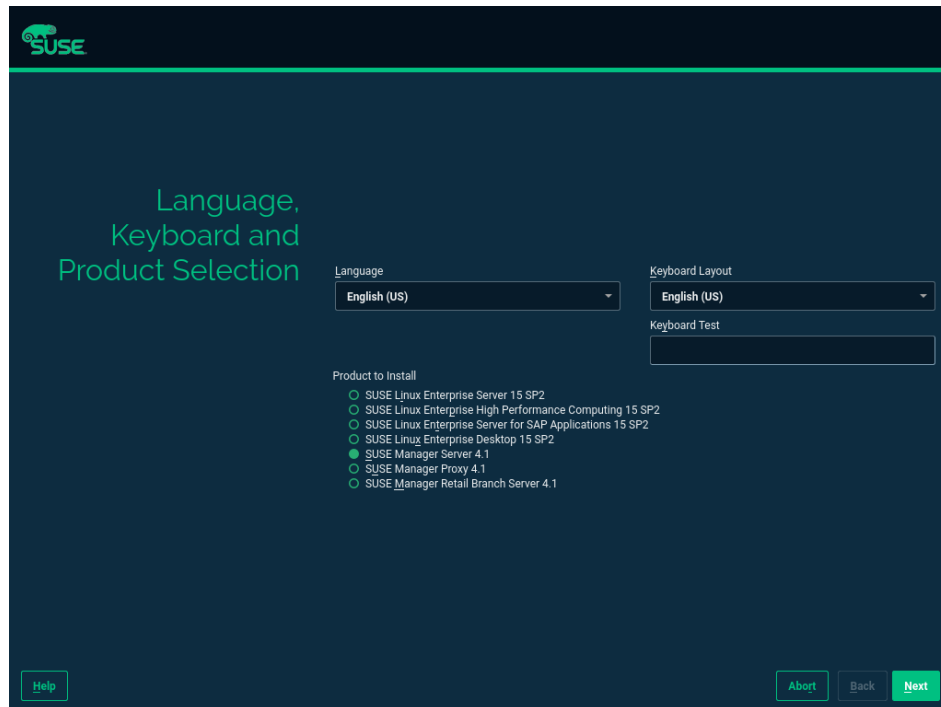 SUSE
Language,
Keyboard and
Product Selection
Language
Keyboard Layout
English (US)
English (US)
Keyboard Test
Product to Install
SUSE Linux Enterprise Server 15 SP2
SUSE Linux Enterprise High Performance Computing 15 SP2
SUSE Linux Enterprise Server for SAP Applications 15 SP2
SUSE Linux Enterprise Desktop 15 SP2
SUSE Manager Server 4.1
SUSE Manager Proxy 4.1
SUSE Manager Retail Branch Server 4.1
Help
Abort
Back
Next